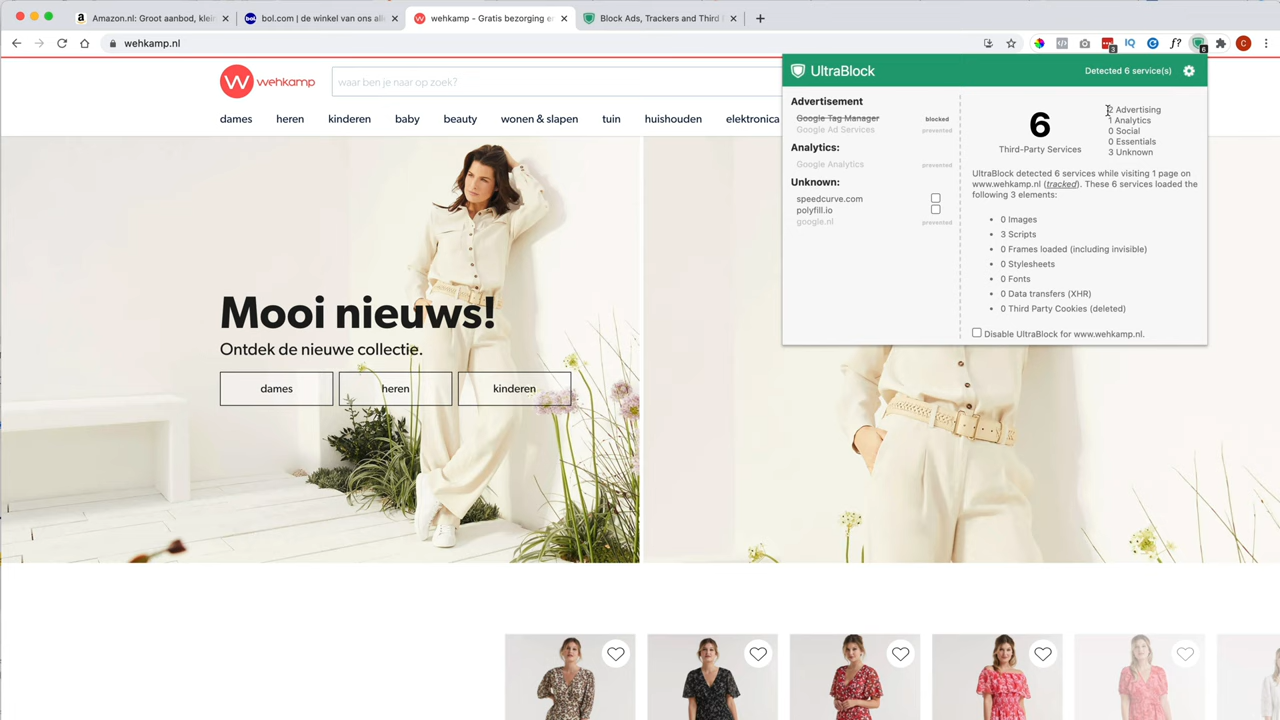 Amazon.nl: Groot aanbod, klei
bol.com | de winkel van ons all
wehkamp - Gratis bezorging en
Block Ads, Trackers and Third
wehkamp.nl
3
f?
C
6
wehkamp
waar ben je naar op zoek?
dames
heren
kinderen
baby
beauty
wonen & slapen
tuin
huishouden
elektronica
UltraBlock
Detected 6 service(s)
Advertisement
Google Tag Manager blocked
Google Ad Services prevented
Analytics:
Google Analytics prevented
Unknown:
speedcurve.com
polyfill.io
google.nl prevented
6
Third-Party Services
2 Advertising
1 Analytics
0 Social
0 Essentials
3 Unknown
UltraBlock detected 6 services while visiting 1 page on
www.wehkamp.nl (tracked). These 6 services loaded the
following 3 elements:
• 0 Images
• 3 Scripts
• 0 Frames loaded (including invisible)
• 0 Stylesheets
• 0 Fonts
• 0 Data transfers (XHR)
• 0 Third Party Cookies (deleted)
Disable UltraBlock for www.wehkamp.nl.
Mooi nieuws!
Ontdek de nieuwe collectie.
dames
heren
kinderen